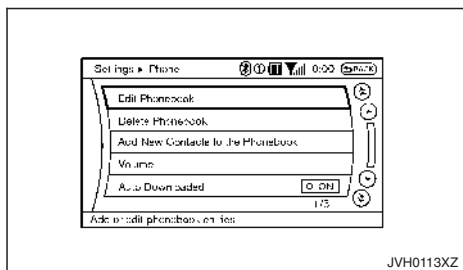 Settings ▸ Phone 0:00 BACK
Edit Phonebook
Delete Phonebook
Add New Contacts to the Phonebook
Volume
Auto Downloaded ON
1/3
Add or edit phonebook entries
JVH0113XZ